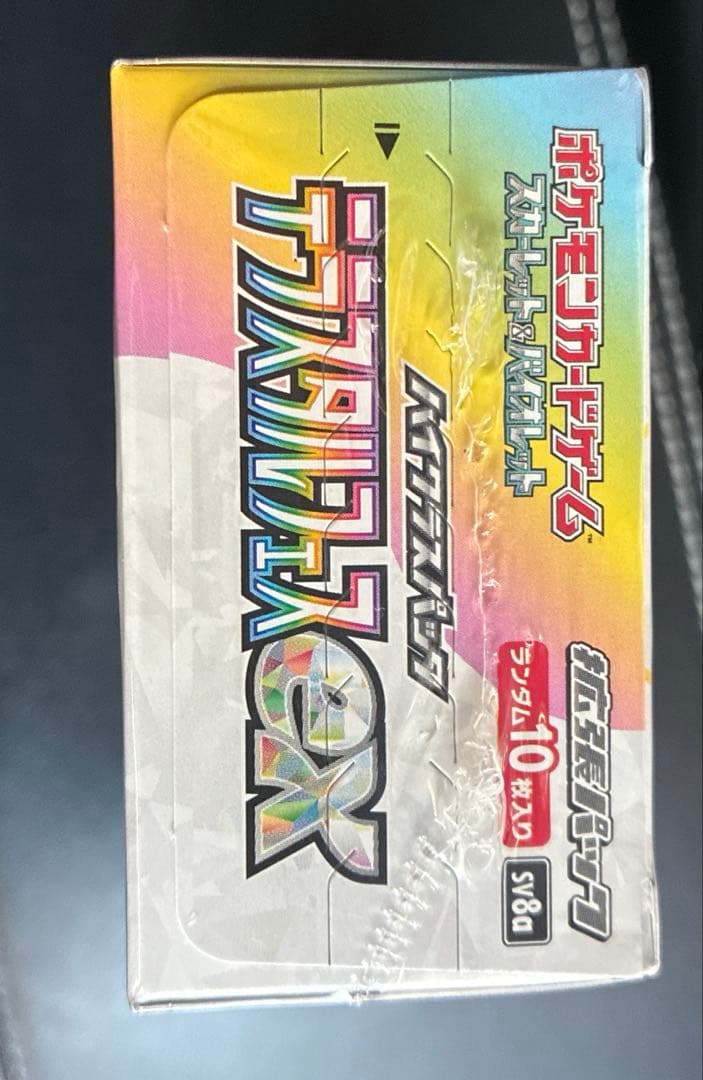 ポケモンカードゲーム™
スカーレット&バイオレット
拡張パック
ランダム10枚入り
sv8a
ハイクラスパック
テラスタルフェスex